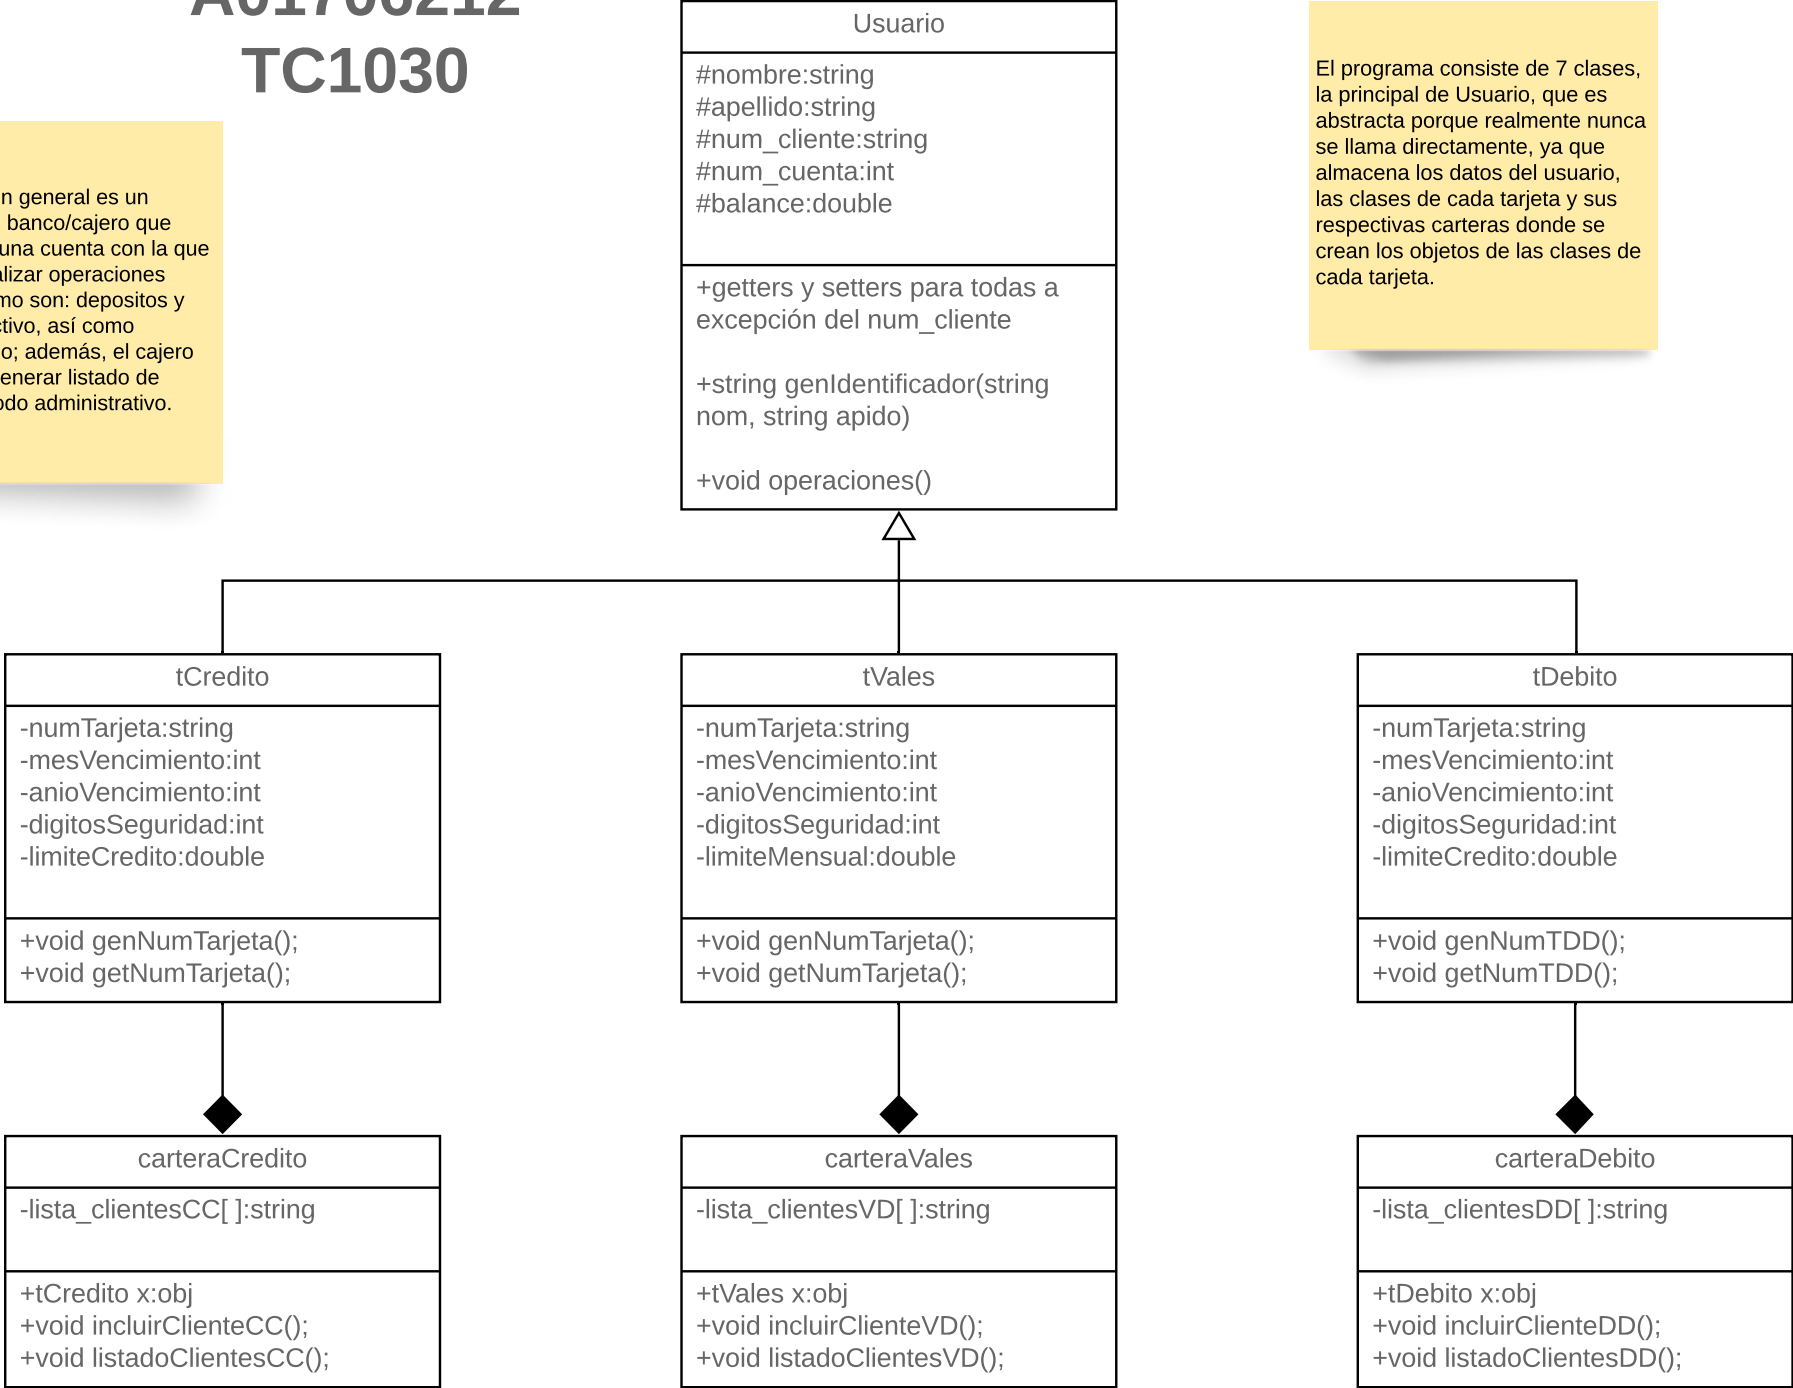 TC1030
n general es un
banco/cajero que
una cuenta con la que
alizar operaciones
mo son: depositos y
ctivo, así como
o; además, el cajero
enerar listado de
odo administrativo.
Usuario
#nombre:string
#apellido:string
#num_cliente:string
#num_cuenta:int
#balance:double
+getters y setters para todas a
excepción del num_cliente
+string genIdentificador(string
nom, string apido)
+void operaciones()
El programa consiste de 7 clases,
la principal de Usuario, que es
abstracta porque realmente nunca
se llama directamente, ya que
almacena los datos del usuario,
las clases de cada tarjeta y sus
respectivas carteras donde se
crean los objetos de las clases de
cada tarjeta.
tCredito
-numTarjeta:string
-mesVencimiento:int
-anioVencimiento:int
-digitosSeguridad:int
-limiteCredito:double
+void genNumTarjeta();
+void getNumTarjeta();
tVales
-numTarjeta:string
-mesVencimiento:int
-anioVencimiento:int
-digitosSeguridad:int
-limiteMensual:double
+void genNumTarjeta();
+void getNumTarjeta();
tDebito
-numTarjeta:string
-mesVencimiento:int
-anioVencimiento:int
-digitosSeguridad:int
-limiteCredito:double
+void genNumTDD();
+void getNumTDD();
carteraCredito
-lista_clientesCC[ ]:string
+tCredito x:obj
+void incluirClienteCC();
+void listadoClientesCC();
carteraVales
-lista_clientesVD[ ]:string
+tVales x:obj
+void incluirClienteVD();
+void listadoClientesVD();
carteraDebito
-lista_clientesDD[ ]:string
+tDebito x:obj
+void incluirClienteDD();
+void listadoClientesDD();